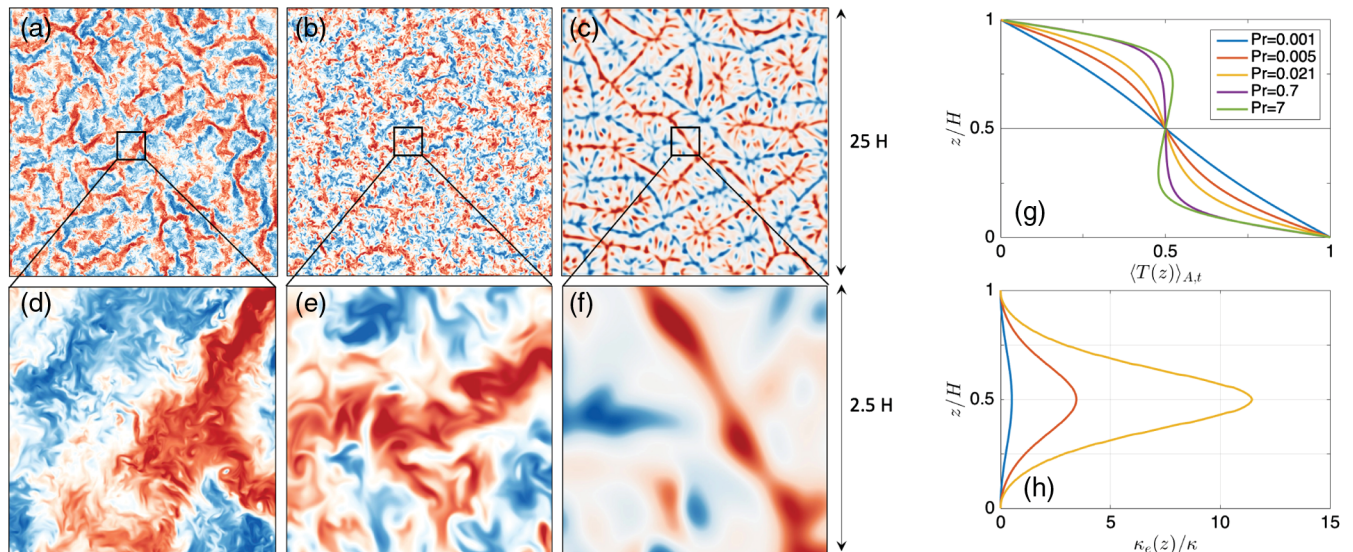 (a)
(b)
(c)
25 H
(d)
(e)
(f)
2.5 H
1
z/H
0.5
0
Pr=0.001
Pr=0.005
Pr=0.021
Pr=0.7
Pr=7
(g)
0 0.5 1
⟨T(z)⟩A,t
1
z/H
0.5
0
(h)
0 5 10 15
κe(z)/κ